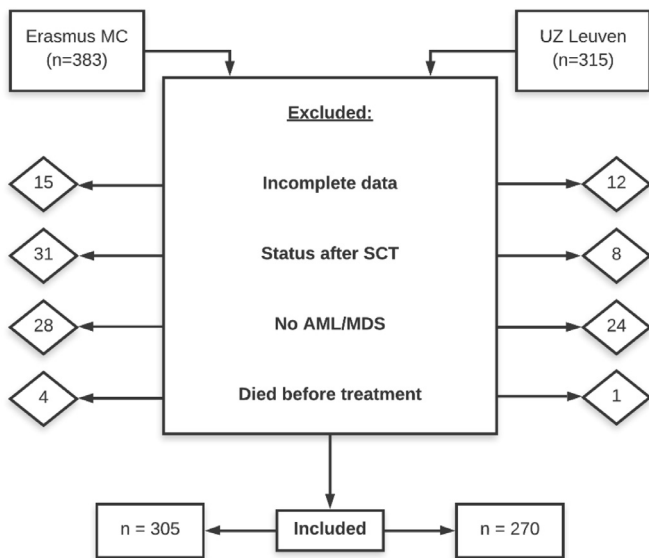 Erasmus MC
(n=383)
UZ Leuven
(n=315)
Excluded:
15
Incomplete data
12
31
Status after SCT
8
28
No AML/MDS
24
4
Died before treatment
1
n = 305
Included
n = 270